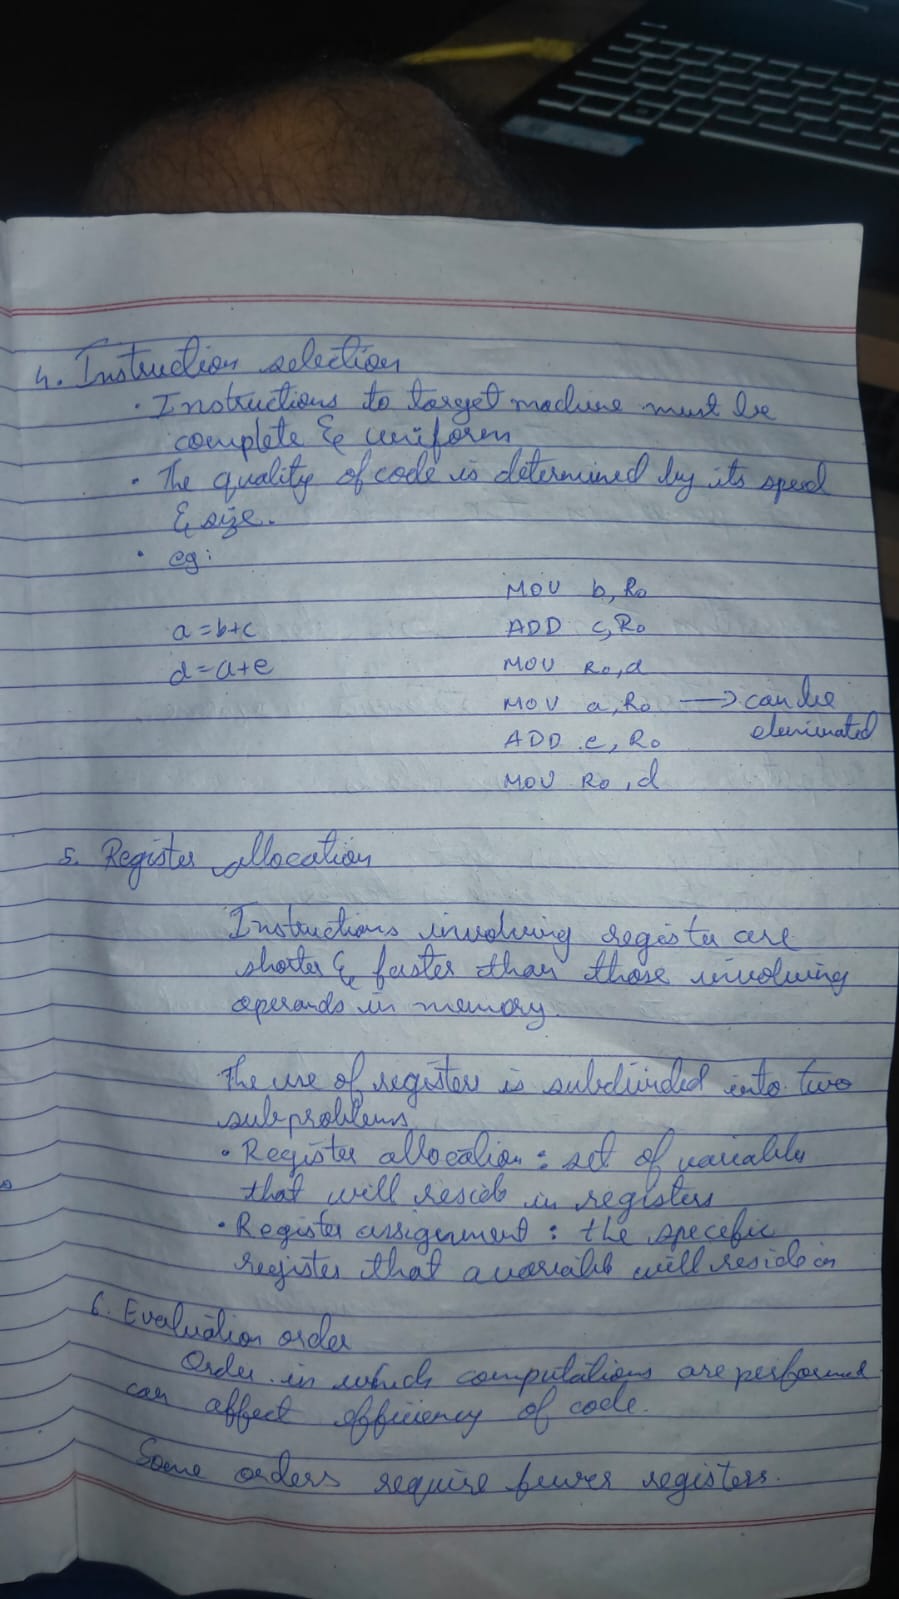 4. Instruction selection
· Instructions to target machine must be
complete & uniform
· The quality of code is determined by its speed
& size.
· eg:
MOV b, R0
a = b+c ADD c, R0
d = a+e MOV R0, d
MOV a, R0 → can be
eliminated
ADD e, R0
MOV R0, d
5. Register allocation
Instructions involving register are
shorter & faster than those involving
operands in memory.
The use of registers is subdivided into two
subproblems
· Register allocation : set of variables
that will reside in registers
· Register assignment : the specific
register that a variable will reside in
6. Evaluation order
Order in which computations are performed
can affect efficiency of code.
Some orders require fewer registers.